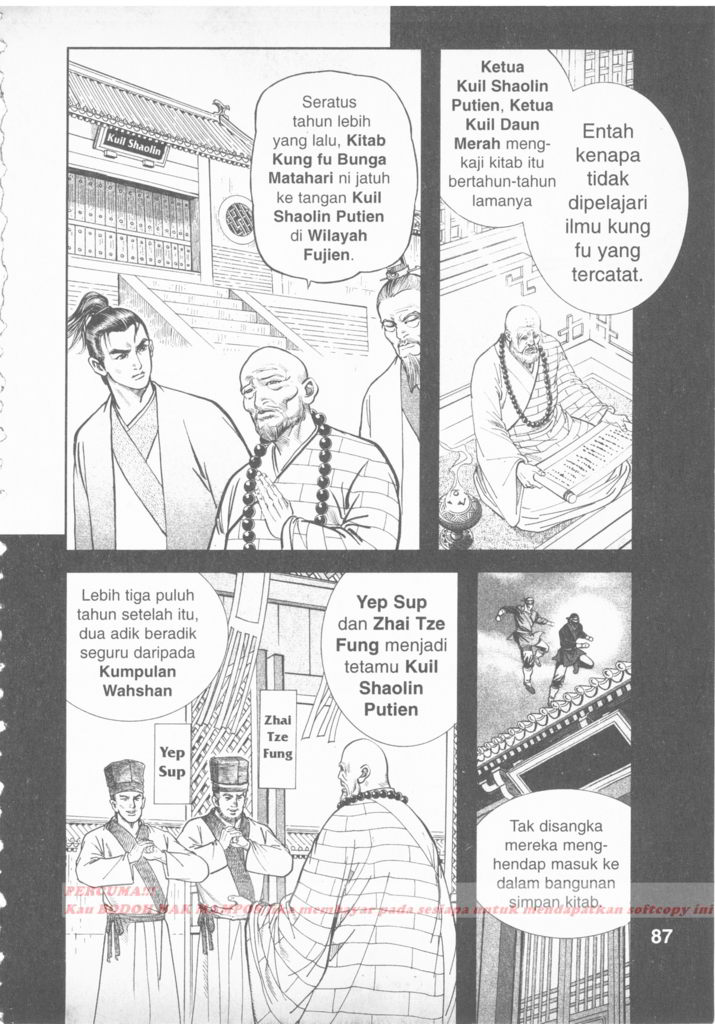 Kuil Shaolin
Seratus
tahun lebih
yang lalu, Kitab
Kung fu Bunga
Matahari ni jatuh
ke tangan Kuil
Shaolin Putien
di Wilayah
Fujien.
Ketua
Kuil Shaolin
Putien, Ketua
Kuil Daun
Merah meng-
kaji kitab itu
bertahun-tahun
lamanya
Entah
kenapa
tidak
dipelajari
ilmu kung
fu yang
tercatat.
Lebih tiga puluh
tahun setelah itu,
dua adik beradik
seguru daripada
Kumpulan
Wahshan
Yep Sup
dan Zhai Tze
Fung menjadi
tetamu Kuil
Shaolin
Putien
Yep
Sup
Zhai
Tze
Fung
Tak disangka
mereka meng-
hendap masuk ke
dalam bangunan
simpan kitab.
PERCUMA!!!
Kau BODOH NAK MAMPOS jika membayar pada sesiapa untuk mendapatkan softcopy ini
87